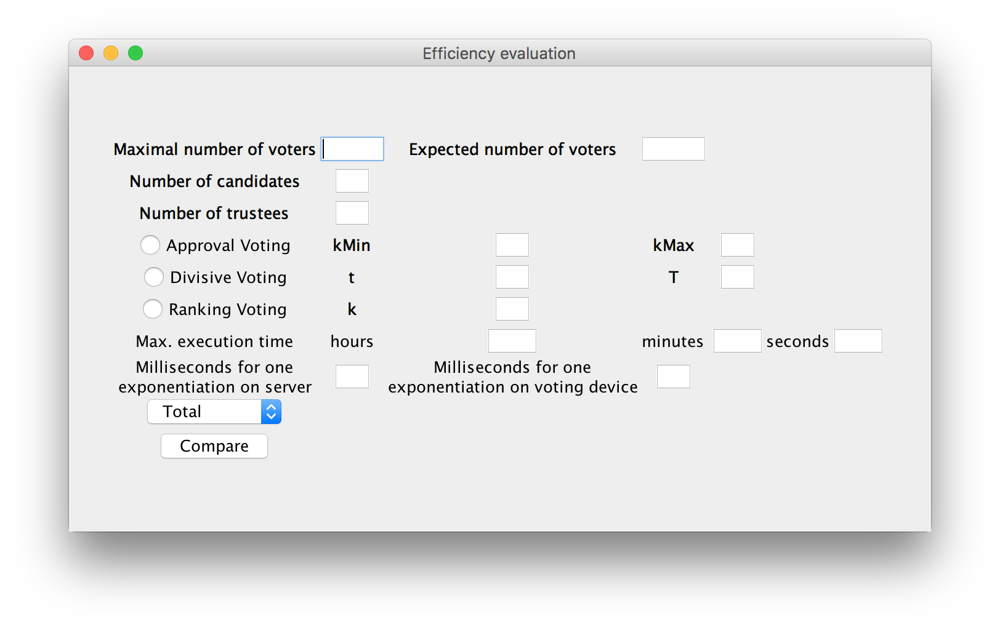 Efficiency evaluation
Maximal number of voters Expected number of voters
Number of candidates
Number of trustees
Approval Voting kMin kMax
Divisive Voting t T
Ranking Voting k
Max. execution time hours minutes seconds
Milliseconds for one Milliseconds for one
exponentiation on server exponentiation on voting device
Total
Compare